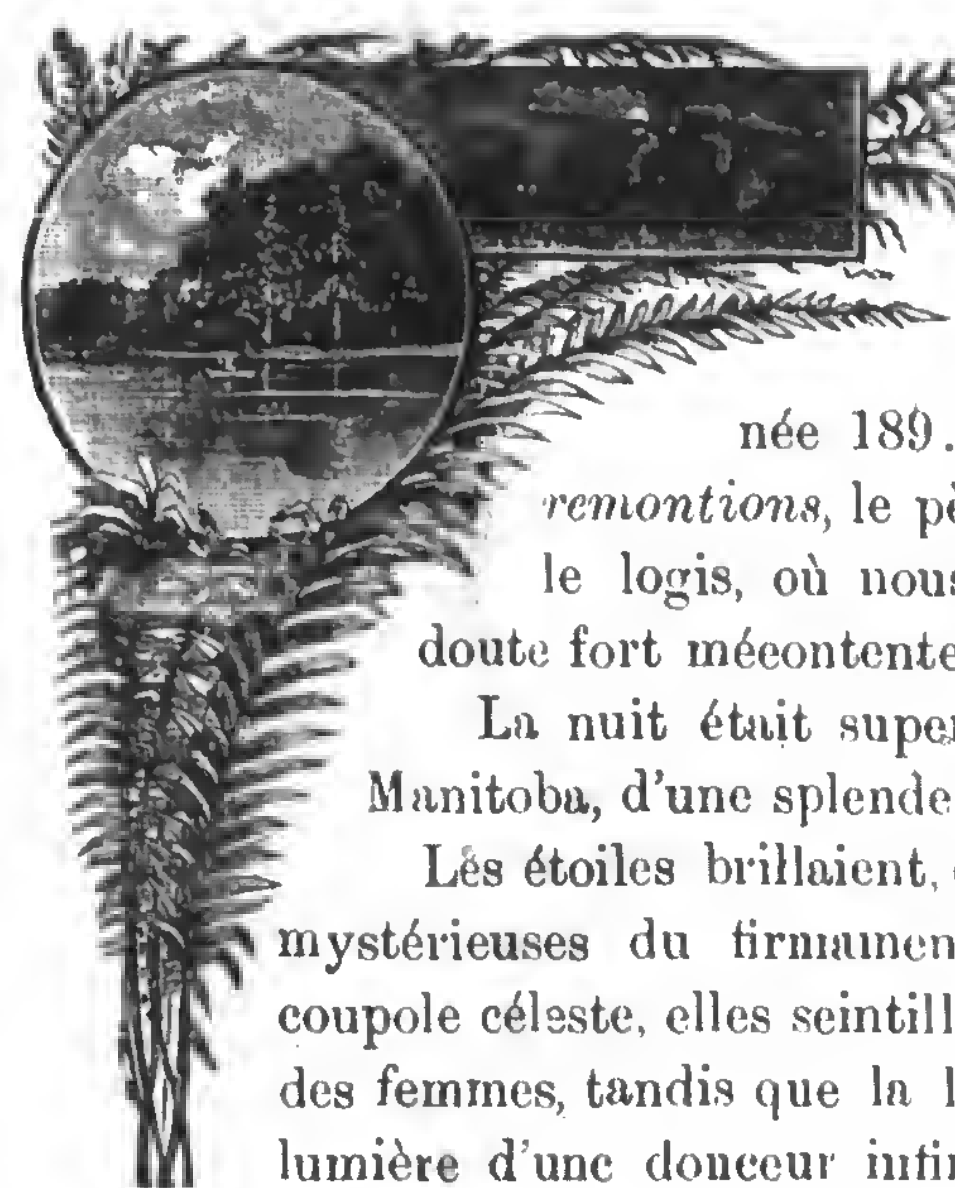 née 189.
remontions, le pè
le logis, où nous
doute fort mécontente
La nuit était super
Manitoba, d'une splende
Les étoiles brillaient,
mystérieuses du firmamen
coupole céleste, elles scintill
des femmes, tandis que la l
lumière d'une douceur infin